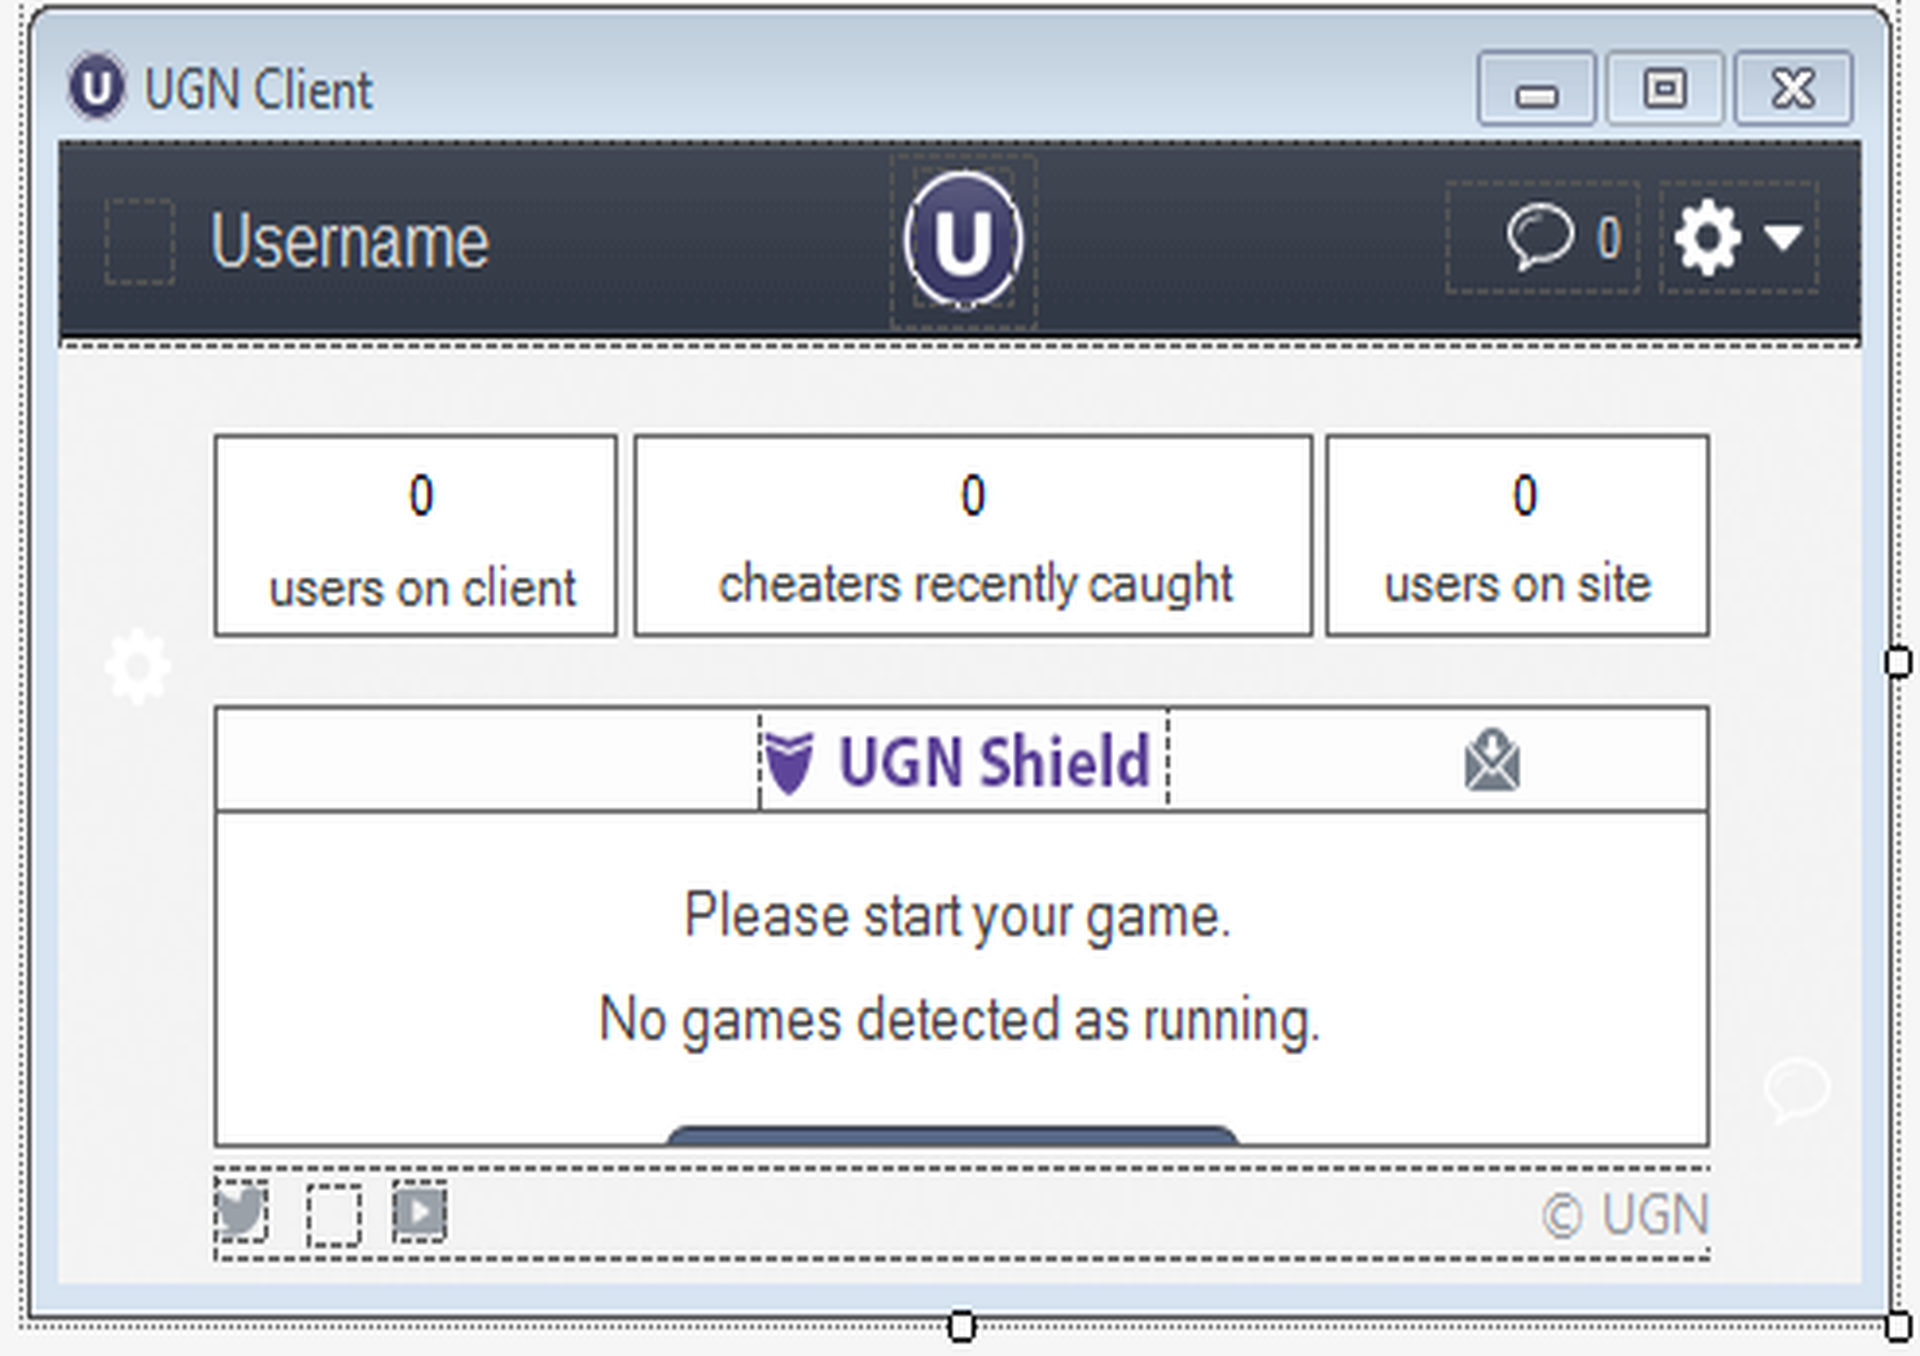 U UGN Client
Username U 0
0 0 0
users on client cheaters recently caught users on site
UGN Shield
Please start your game.
No games detected as running.
© UGN